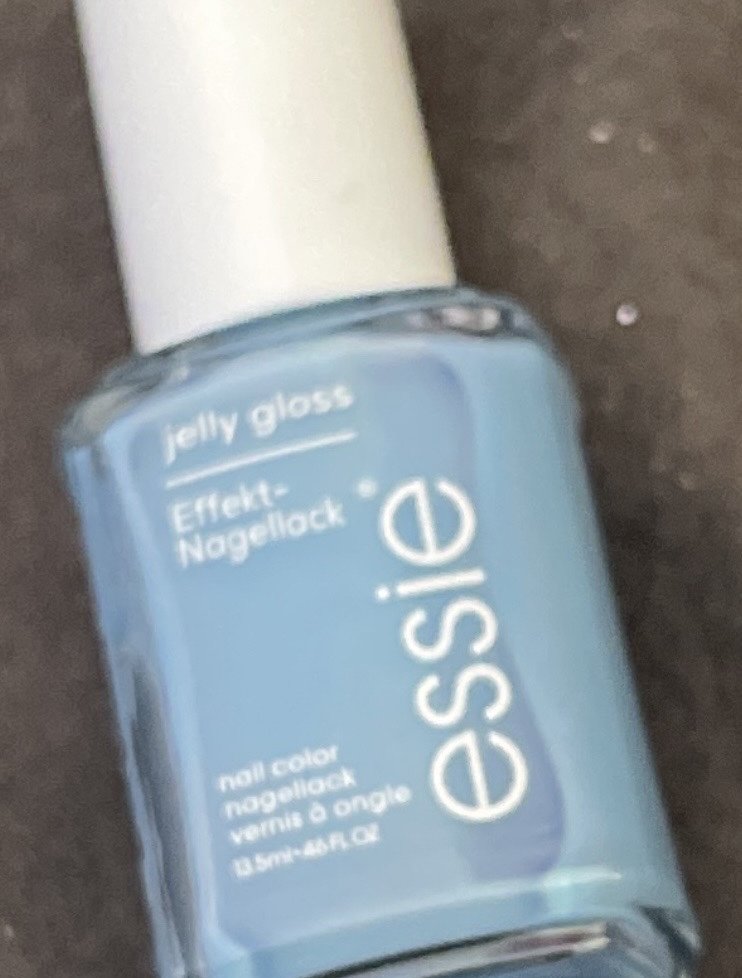 jelly gloss
Effekt-
Nagellack
essie
nail color
nagellack
vernis à ongle
13.5ml-.46 FL OZ